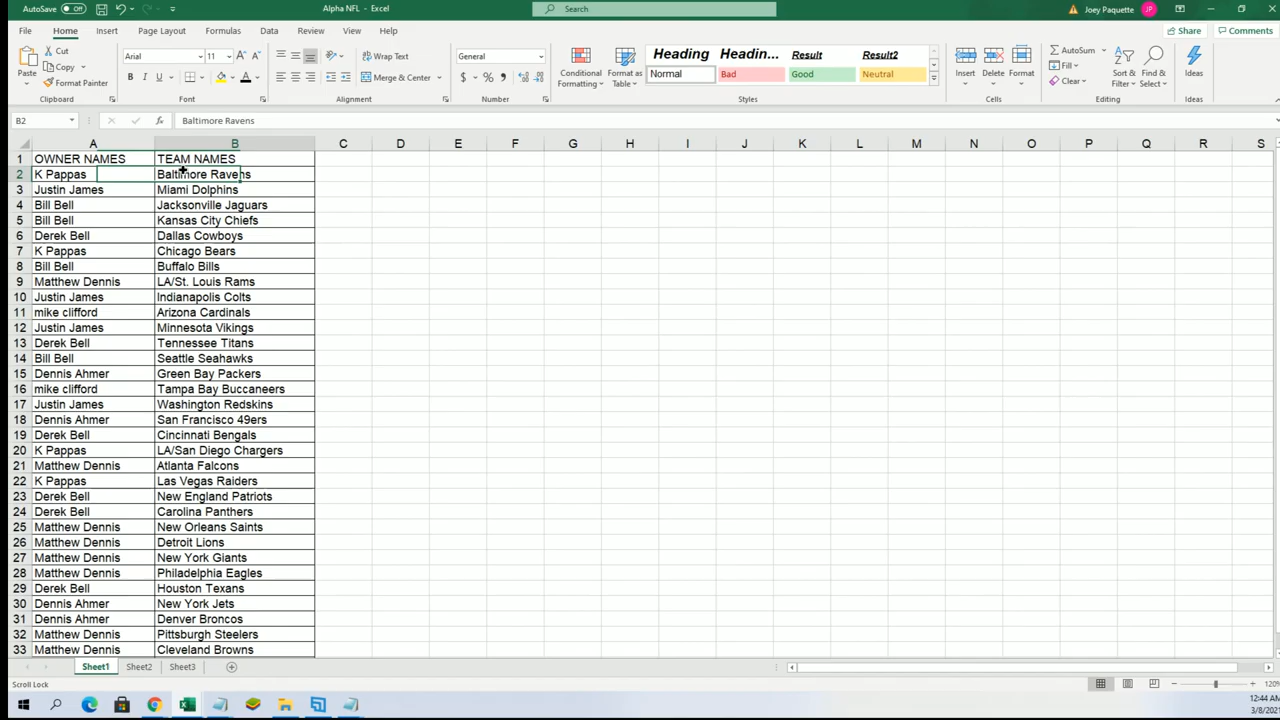 AutoSave Off
Alpha NFL - Excel
Search
Joey Paquette JP
File Home Insert Page Layout Formulas Data Review View Help
Share Comments
Paste
Cut
Copy
Format Painter
Clipboard
Arial 11
B I U
Font
Wrap Text
Merge & Center
Alignment
General
$ % ,
Number
Conditional Formatting
Format as Table
Heading
Headin...
Result
Result2
Normal
Bad
Good
Neutral
Styles
Insert
Delete
Format
Cells
AutoSum
Fill
Clear
Sort & Filter
Find & Select
Editing
Ideas
Ideas
B2 fx Baltimore Ravens
A B C D E F G H I J K L M N O P Q R S
1 OWNER NAMES TEAM NAMES
2 K Pappas Baltimore Ravens
3 Justin James Miami Dolphins
4 Bill Bell Jacksonville Jaguars
5 Bill Bell Kansas City Chiefs
6 Derek Bell Dallas Cowboys
7 K Pappas Chicago Bears
8 Bill Bell Buffalo Bills
9 Matthew Dennis LA/St. Louis Rams
10 Justin James Indianapolis Colts
11 mike clifford Arizona Cardinals
12 Justin James Minnesota Vikings
13 Derek Bell Tennessee Titans
14 Bill Bell Seattle Seahawks
15 Dennis Ahmer Green Bay Packers
16 mike clifford Tampa Bay Buccaneers
17 Justin James Washington Redskins
18 Dennis Ahmer San Francisco 49ers
19 Derek Bell Cincinnati Bengals
20 K Pappas LA/San Diego Chargers
21 Matthew Dennis Atlanta Falcons
22 K Pappas Las Vegas Raiders
23 Derek Bell New England Patriots
24 Derek Bell Carolina Panthers
25 Matthew Dennis New Orleans Saints
26 Matthew Dennis Detroit Lions
27 Matthew Dennis New York Giants
28 Matthew Dennis Philadelphia Eagles
29 Derek Bell Houston Texans
30 Dennis Ahmer New York Jets
31 Dennis Ahmer Denver Broncos
32 Matthew Dennis Pittsburgh Steelers
33 Matthew Dennis Cleveland Browns
Sheet1 Sheet2 Sheet3
Scroll Lock
120%
12:44 AM